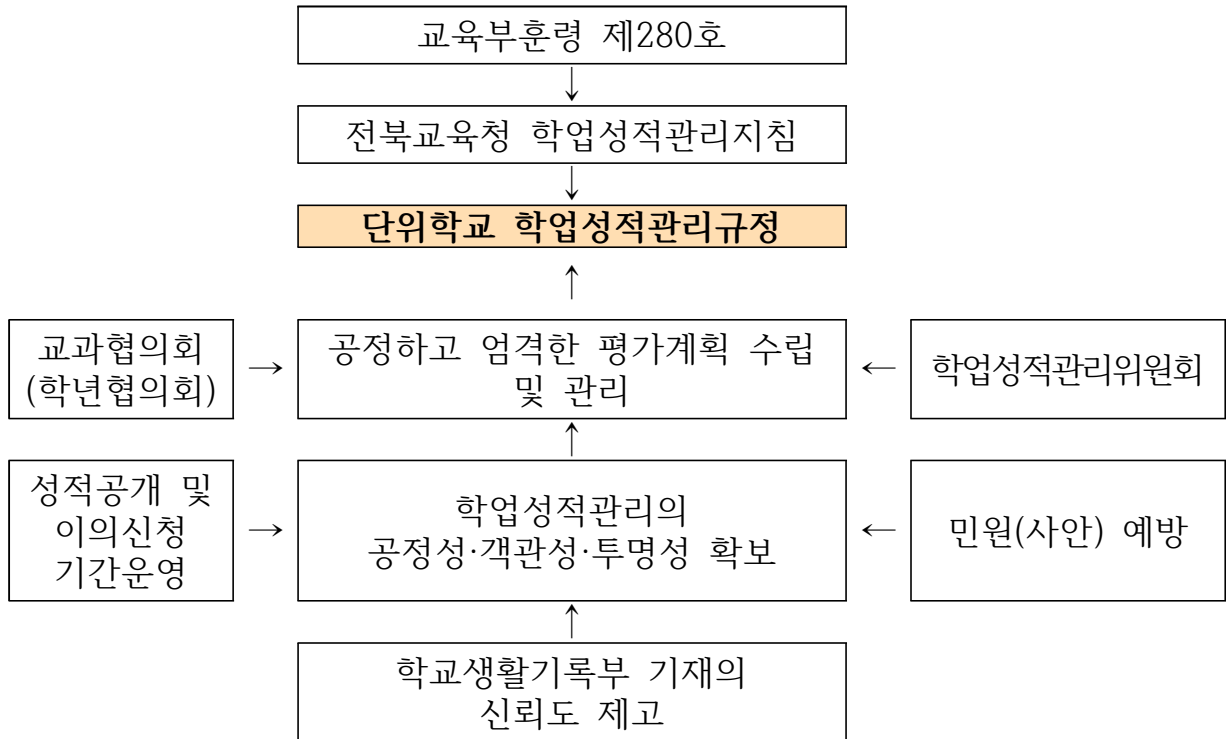 교육부훈령 제280호
↓
전북교육청 학업성적관리지침
↓
단위학교 학업성적관리규정
↑
교과협의회
(학년협의회)
→
공정하고 엄격한 평가계획 수립
및 관리
←
학업성적관리위원회
↑
성적공개 및
이의신청
기간운영
→
학업성적관리의
공정성·객관성·투명성 확보
←
민원(사안) 예방
↑
학교생활기록부 기재의
신뢰도 제고